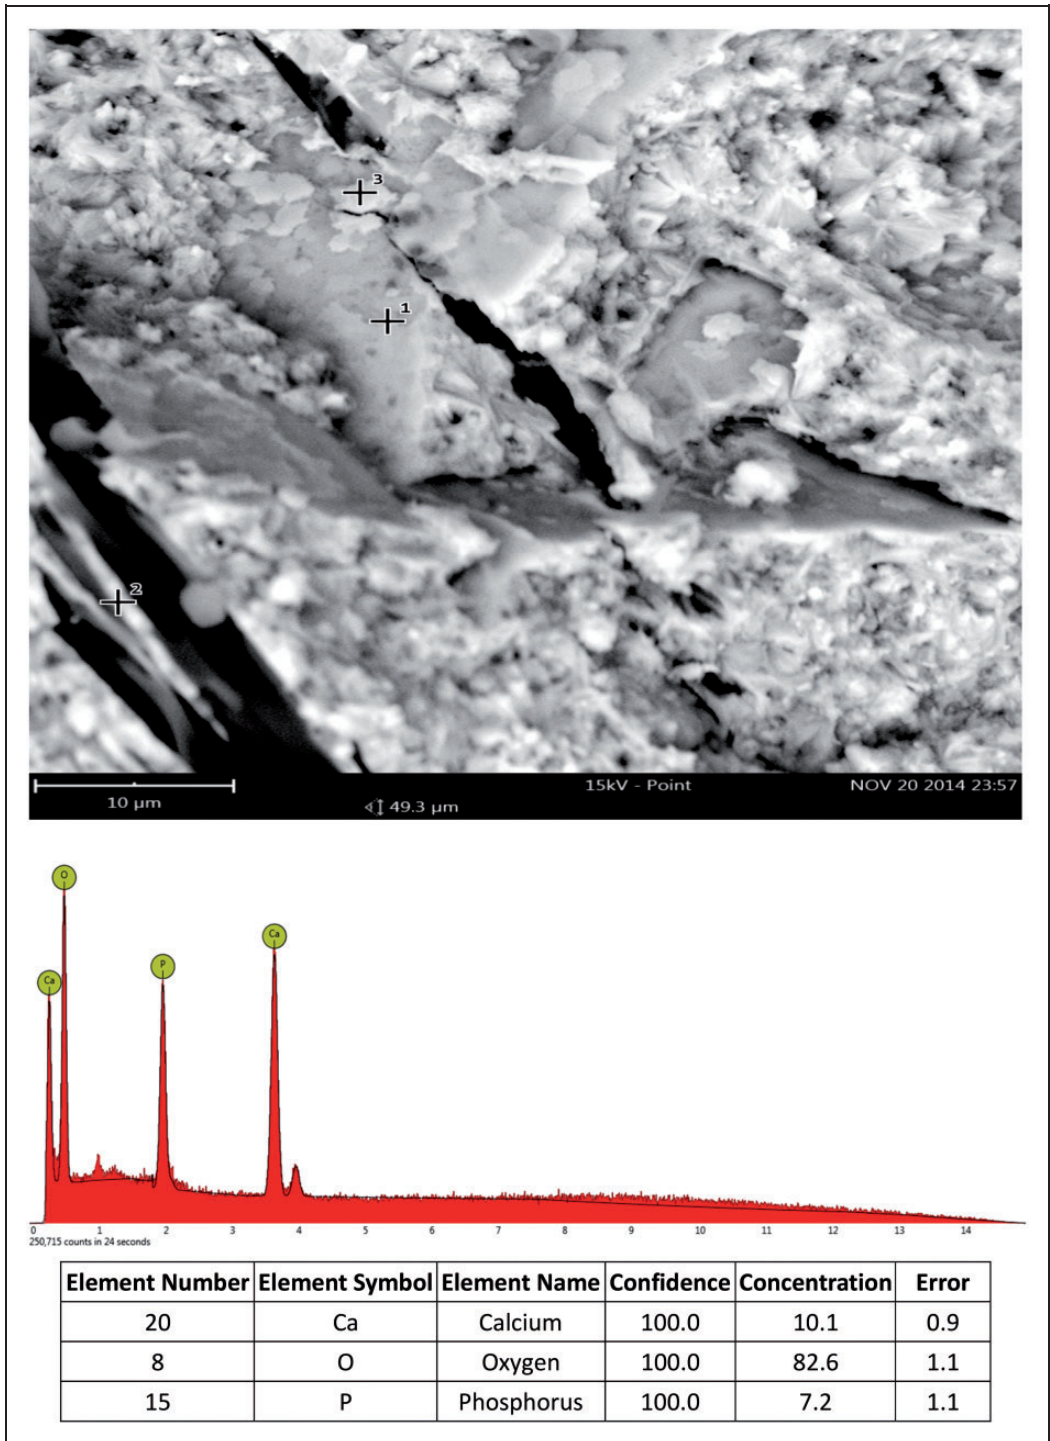 3
1
2
10 µm
49.3 µm
15kV - Point
NOV 20 2014 23:57
O
Ca
P
Ca
0 1 2 3 4 5 6 7 8 9 10 11 12 13 14
250,715 counts in 24 seconds
Element Number Element Symbol Element Name Confidence Concentration Error
20 Ca Calcium 100.0 10.1 0.9
8 O Oxygen 100.0 82.6 1.1
15 P Phosphorus 100.0 7.2 1.1